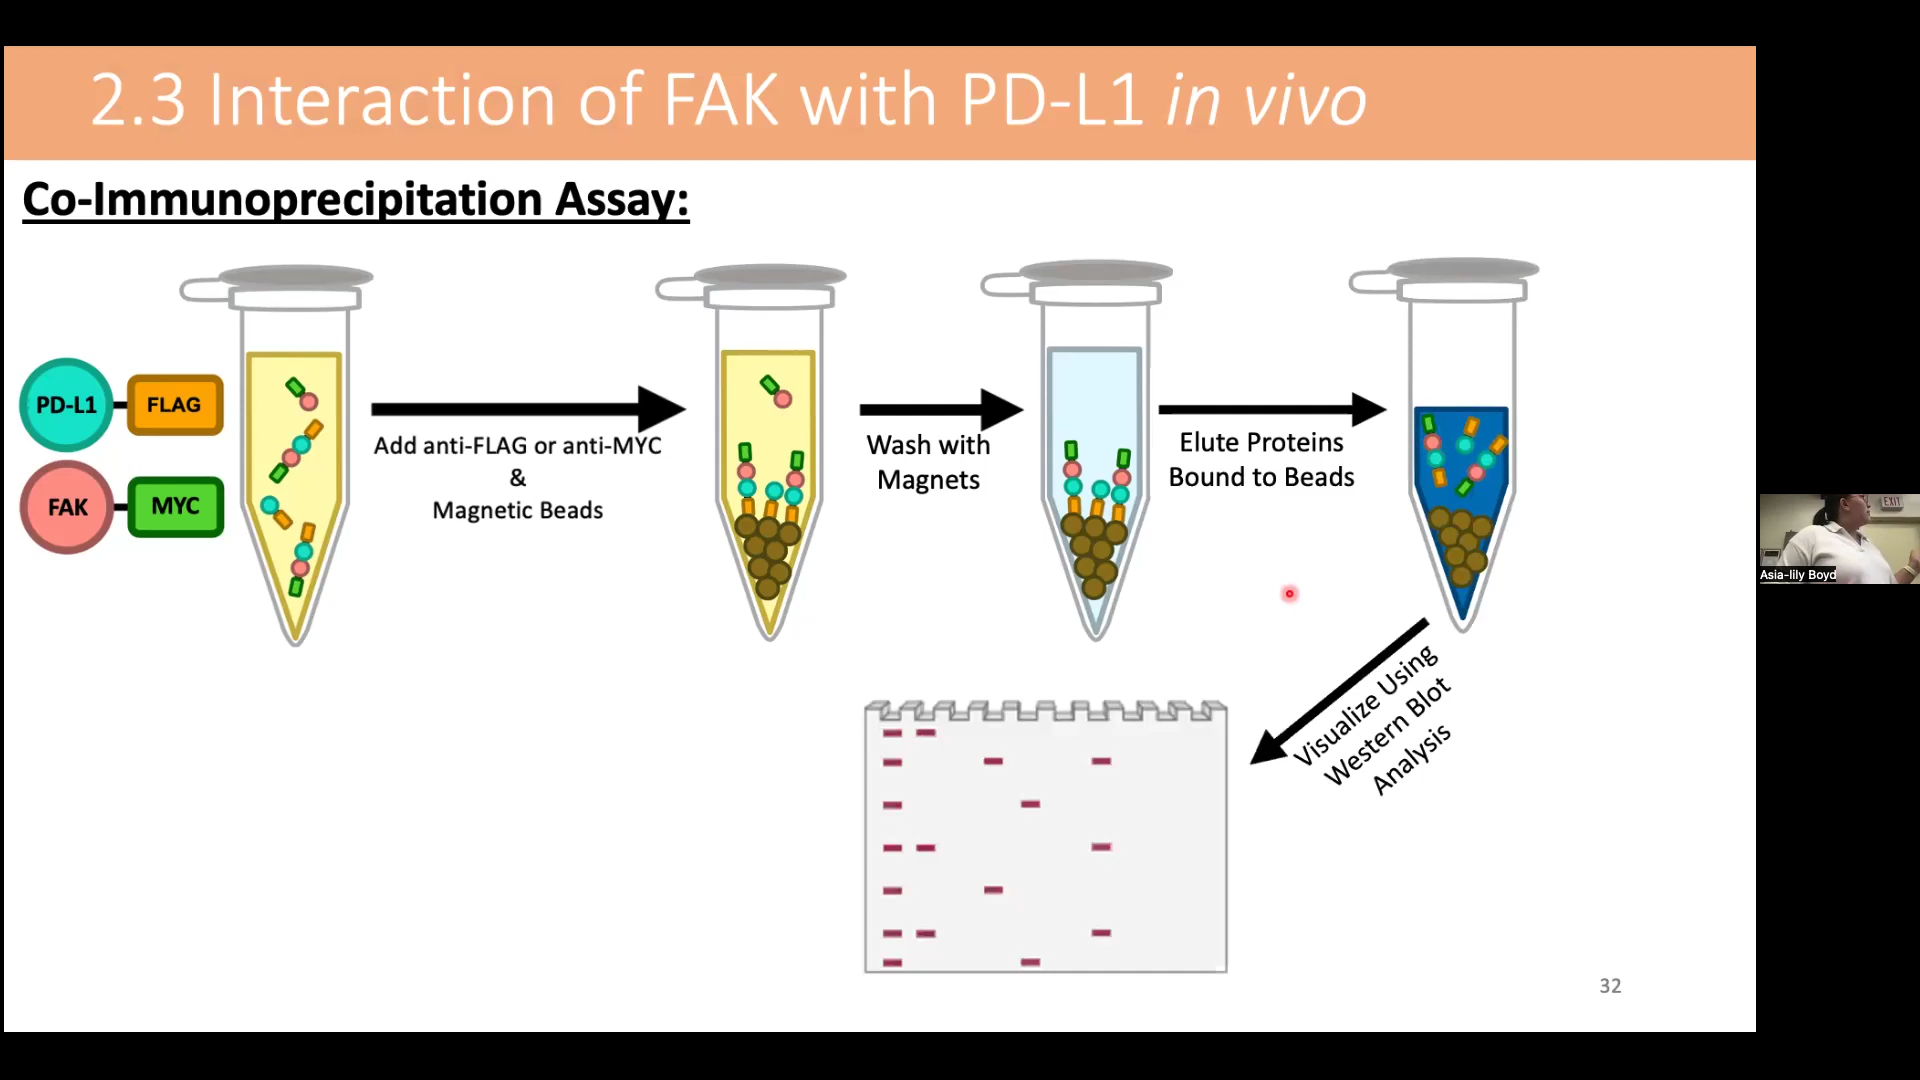 2.3 Interaction of FAK with PD-L1 in vivo
Co-Immunoprecipitation Assay:
PD-L1
FLAG
FAK
MYC
Add anti-FLAG or anti-MYC
&
Magnetic Beads
Wash with
Magnets
Elute Proteins
Bound to Beads
Visualize Using
Western Blot
Analysis
32
EXIT
Asia-lily Boyd